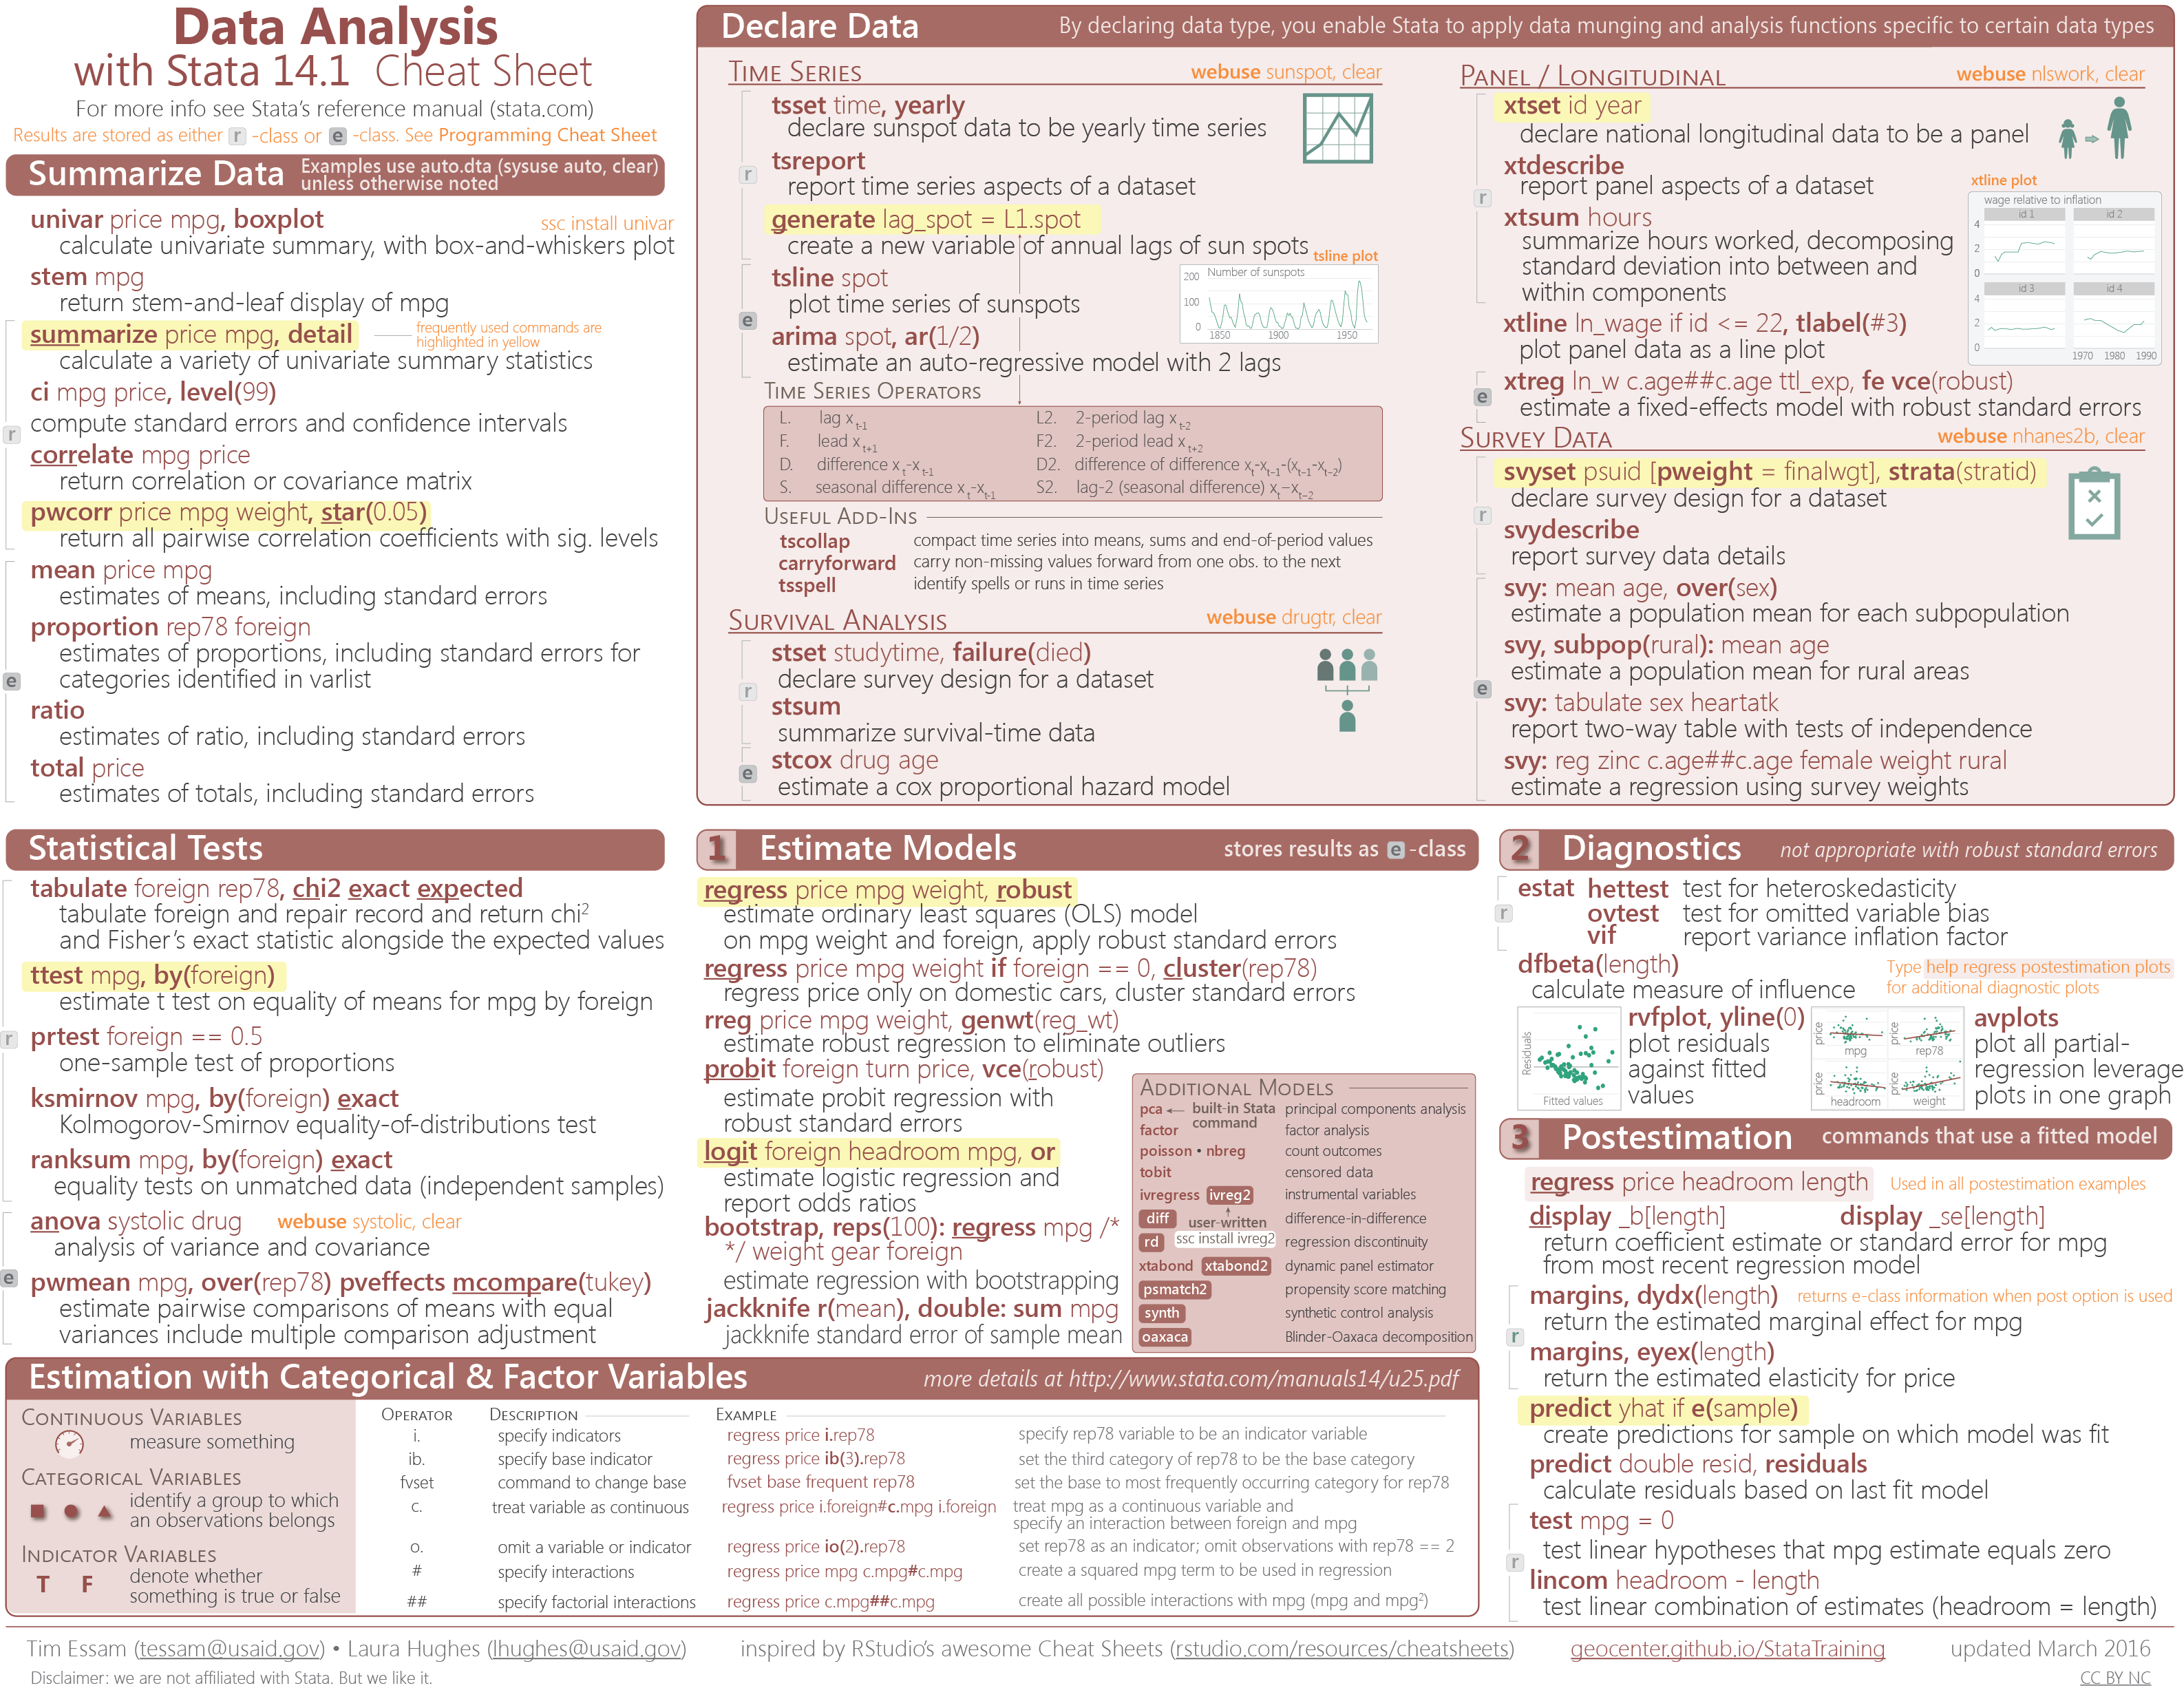 Data Analysis
with Stata 14.1 Cheat Sheet
For more info see Stata's reference manual (stata.com)
Results are stored as either r -class or e -class. See Programming Cheat Sheet
Summarize Data
Examples use auto.dta (sysuse auto, clear)
unless otherwise noted
univar price mpg, boxplot
ssc install univar
calculate univariate summary, with box-and-whiskers plot
stem mpg
return stem-and-leaf display of mpg
summarize price mpg, detail
frequently used commands are
highlighted in yellow
calculate a variety of univariate summary statistics
ci mpg price, level(99)
r
compute standard errors and confidence intervals
correlate mpg price
return correlation or covariance matrix
pwcorr price mpg weight, star(0.05)
return all pairwise correlation coefficients with sig. levels
mean price mpg
estimates of means, including standard errors
proportion rep78 foreign
estimates of proportions, including standard errors for
e
categories identified in varlist
ratio
estimates of ratio, including standard errors
total price
estimates of totals, including standard errors
Declare Data
By declaring data type, you enable Stata to apply data munging and analysis functions specific to certain data types
TIME SERIES
webuse sunspot, clear
tsset time, yearly
declare sunspot data to be yearly time series
tsreport
r
report time series aspects of a dataset
generate lag_spot = L1.spot
create a new variable of annual lags of sun spots
tsline plot
tsline spot
plot time series of sunspots
Number of sunspots
200
100
0
1850 1900 1950
e
arima spot, ar(1/2)
estimate an auto-regressive model with 2 lags
TIME SERIES OPERATORS
L. lag x t-1 L2. 2-period lag x t-2
F. lead x t+1 F2. 2-period lead x t+2
D. difference x t-x t-1 D2. difference of difference xt-xt−1-(xt−1-xt−2)
S. seasonal difference x t-x t-1 S2. lag-2 (seasonal difference) xt−xt−2
USEFUL ADD-INS
tscollap compact time series into means, sums and end-of-period values
carryforward carry non-missing values forward from one obs. to the next
tsspell identify spells or runs in time series
SURVIVAL ANALYSIS
webuse drugtr, clear
stset studytime, failure(died)
declare survey design for a dataset
r
stsum
summarize survival-time data
e
stcox drug age
estimate a cox proportional hazard model
PANEL / LONGITUDINAL
webuse nlswork, clear
xtset id year
declare national longitudinal data to be a panel
xtdescribe
report panel aspects of a dataset
r
xtsum hours
summarize hours worked, decomposing
standard deviation into between and
within components
xtline plot
wage relative to inflation
id 1 id 2
4
2
0
id 3 id 4
4
2
0
1970 1980 1990
xtline ln_wage if id <= 22, tlabel(#3)
plot panel data as a line plot
e
xtreg ln_w c.age##c.age ttl_exp, fe vce(robust)
estimate a fixed-effects model with robust standard errors
SURVEY DATA
webuse nhanes2b, clear
svyset psuid [pweight = finalwgt], strata(stratid)
declare survey design for a dataset
r
svydescribe
report survey data details
svy: mean age, over(sex)
estimate a population mean for each subpopulation
svy, subpop(rural): mean age
estimate a population mean for rural areas
e
svy: tabulate sex heartatk
report two-way table with tests of independence
svy: reg zinc c.age##c.age female weight rural
estimate a regression using survey weights
Statistical Tests
tabulate foreign rep78, chi2 exact expected
tabulate foreign and repair record and return chi2
and Fisher's exact statistic alongside the expected values
ttest mpg, by(foreign)
estimate t test on equality of means for mpg by foreign
r
prtest foreign == 0.5
one-sample test of proportions
ksmirnov mpg, by(foreign) exact
Kolmogorov-Smirnov equality-of-distributions test
ranksum mpg, by(foreign) exact
equality tests on unmatched data (independent samples)
anova systolic drug
webuse systolic, clear
analysis of variance and covariance
e
pwmean mpg, over(rep78) pveffects mcompare(tukey)
estimate pairwise comparisons of means with equal
variances include multiple comparison adjustment
1 Estimate Models
stores results as e -class
regress price mpg weight, robust
estimate ordinary least squares (OLS) model
on mpg weight and foreign, apply robust standard errors
regress price mpg weight if foreign == 0, cluster(rep78)
regress price only on domestic cars, cluster standard errors
rreg price mpg weight, genwt(reg_wt)
estimate robust regression to eliminate outliers
probit foreign turn price, vce(robust)
estimate probit regression with
robust standard errors
logit foreign headroom mpg, or
estimate logistic regression and
report odds ratios
bootstrap, reps(100): regress mpg /*
*/ weight gear foreign
estimate regression with bootstrapping
jackknife r(mean), double: sum mpg
jackknife standard error of sample mean
ADDITIONAL MODELS
pca built-in Stata command principal components analysis
factor factor analysis
poisson • nbreg count outcomes
tobit censored data
ivregress ivreg2 instrumental variables
diff user-written difference-in-difference
rd ssc install ivreg2 regression discontinuity
xtabond xtabond2 dynamic panel estimator
psmatch2 propensity score matching
synth synthetic control analysis
oaxaca Blinder-Oaxaca decomposition
2 Diagnostics
not appropriate with robust standard errors
estat hettest test for heteroskedasticity
r
ovtest test for omitted variable bias
vif report variance inflation factor
dfbeta(length)
calculate measure of influence
Type help regress postestimation plots
for additional diagnostic plots
Residuals
Fitted values
rvfplot, yline(0)
plot residuals
against fitted
values
price mpg
price rep78
price headroom
price weight
avplots
plot all partial-
regression leverage
plots in one graph
3 Postestimation
commands that use a fitted model
regress price headroom length
Used in all postestimation examples
display _b[length] display _se[length]
return coefficient estimate or standard error for mpg
from most recent regression model
margins, dydx(length)
returns e-class information when post option is used
return the estimated marginal effect for mpg
r
margins, eyex(length)
return the estimated elasticity for price
predict yhat if e(sample)
create predictions for sample on which model was fit
predict double resid, residuals
calculate residuals based on last fit model
test mpg = 0
test linear hypotheses that mpg estimate equals zero
r
lincom headroom - length
test linear combination of estimates (headroom = length)
Estimation with Categorical & Factor Variables
more details at http://www.stata.com/manuals14/u25.pdf
CONTINUOUS VARIABLES
measure something
CATEGORICAL VARIABLES
identify a group to which
an observations belongs
INDICATOR VARIABLES
T F
denote whether
something is true or false
OPERATOR DESCRIPTION EXAMPLE
i. specify indicators regress price i.rep78 specify rep78 variable to be an indicator variable
ib. specify base indicator regress price ib(3).rep78 set the third category of rep78 to be the base category
fvset command to change base fvset base frequent rep78 set the base to most frequently occurring category for rep78
c. treat variable as continuous regress price i.foreign#c.mpg i.foreign treat mpg as a continuous variable and
specify an interaction between foreign and mpg
o. omit a variable or indicator regress price io(2).rep78 set rep78 as an indicator; omit observations with rep78 == 2
# specify interactions regress price mpg c.mpg#c.mpg create a squared mpg term to be used in regression
## specify factorial interactions regress price c.mpg##c.mpg create all possible interactions with mpg (mpg and mpg2)
Tim Essam (tessam@usaid.gov) • Laura Hughes (lhughes@usaid.gov)
inspired by RStudio's awesome Cheat Sheets (rstudio.com/resources/cheatsheets)
geocenter.github.io/StataTraining
updated March 2016
Disclaimer: we are not affiliated with Stata. But we like it.
CC BY NC